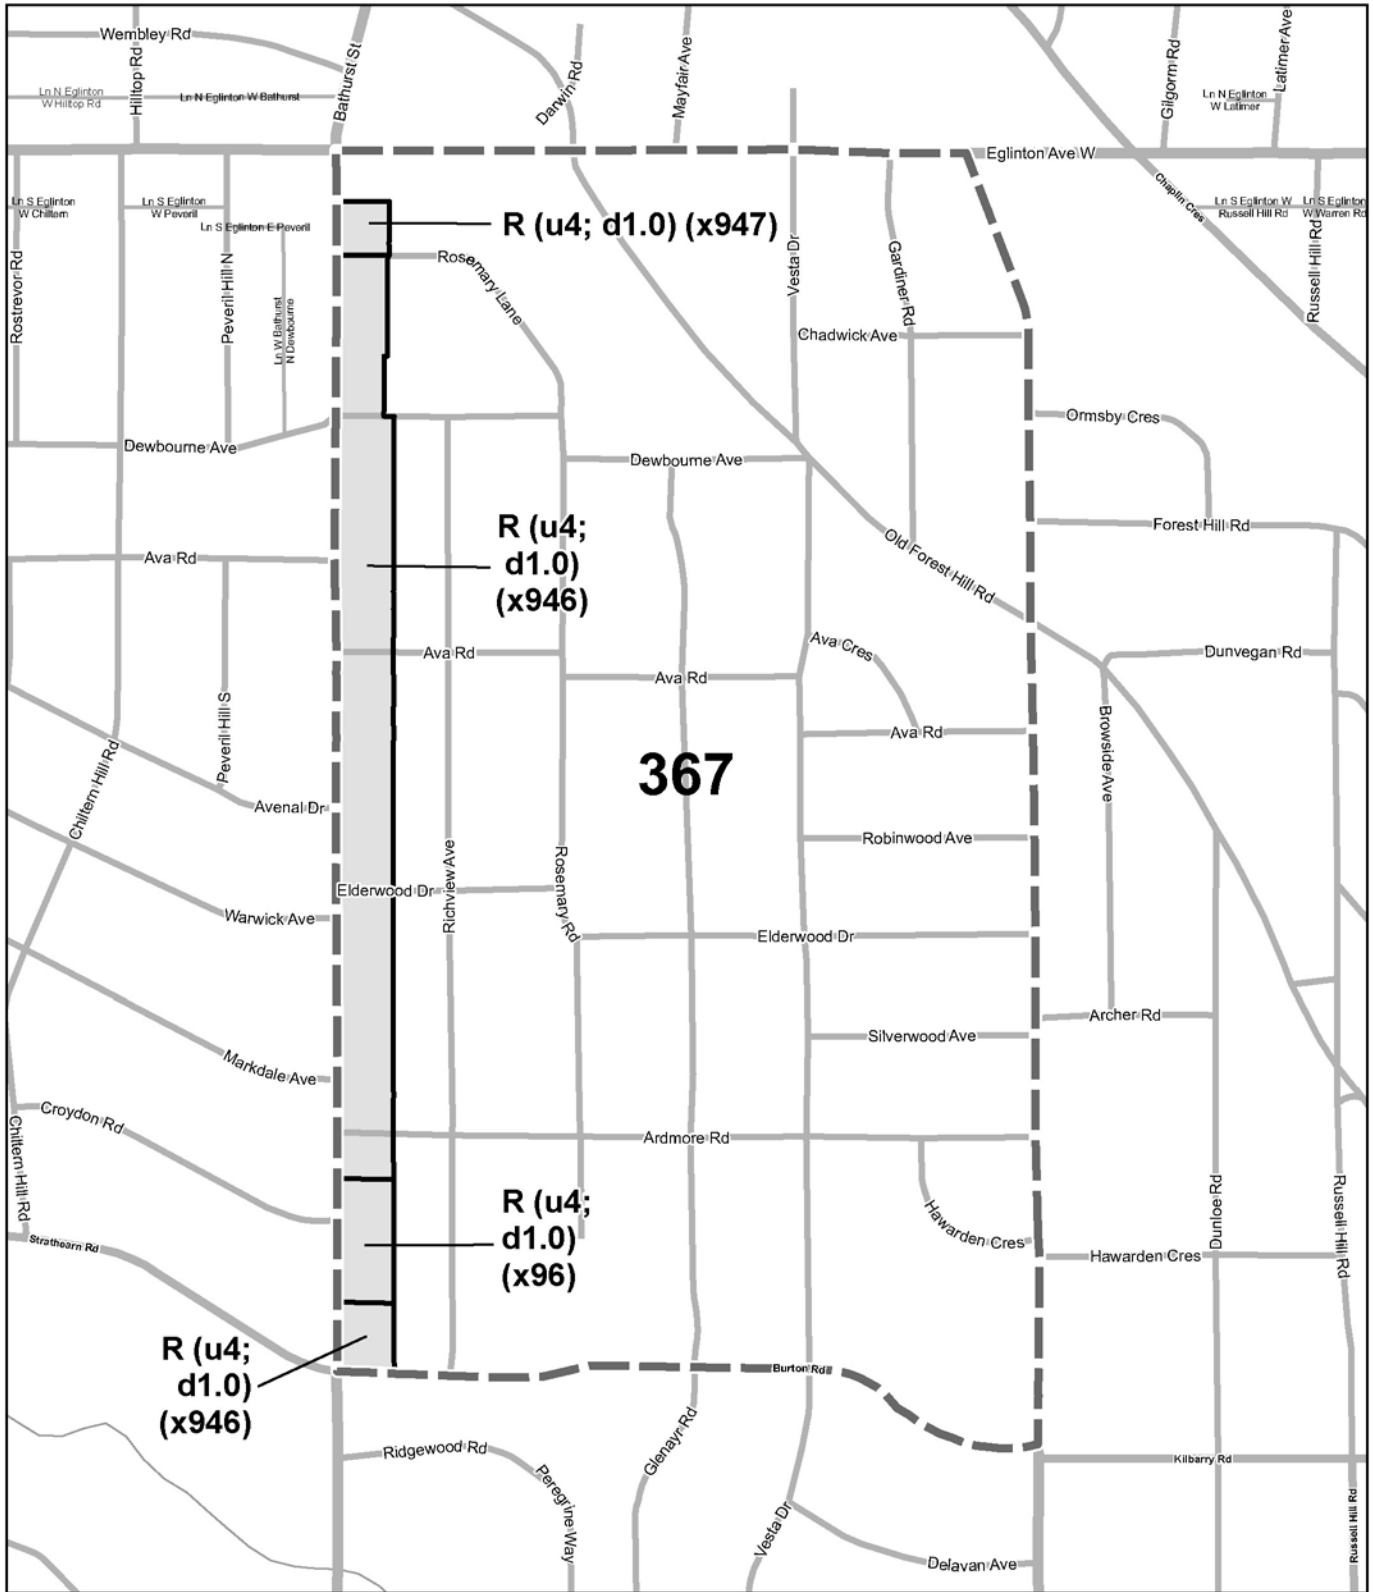 Wembley Rd
Hilltop Rd
Bathurst St
Darwin Rd
Mayfair Ave
Gilgorm Rd
Latimer Ave
Ln N Eglinton
W Hilltop Rd
Ln N Eglinton W Bathurst
Ln N Eglinton
W Latimer
Eglinton Ave W
Chaplin Cres
Ln S Eglinton
W Chiltern
Ln S Eglinton
W Peveril
Ln S Eglinton E Peveril
Ln S Eglinton W
Russell Hill Rd
Ln S Eglinton
W Warren Rd
R (u4; d1.0) (x947)
Rostrevor Rd
Peveril Hill N
Ln W Bathurst
N Dewbourne
Rosemary Lane
Vesta Dr
Gardiner Rd
Russell Hill Rd
Chadwick Ave
Ormsby Cres
Dewbourne Ave
Dewbourne Ave
R (u4;
d1.0)
(x946)
Forest Hill Rd
Old Forest Hill Rd
Ava Rd
Ava Rd
Ava Cres
Dunvegan Rd
Ava Rd
Peveril Hill S
Ava Rd
Browside Ave
367
Chiltern Hill Rd
Avenal Dr
Robinwood Ave
Richview Ave
Rosemary Rd
Elderwood Dr
Warwick Ave
Elderwood Dr
Archer Rd
Silverwood Ave
Markdale Ave
Croydon Rd
Ardmore Rd
Chiltern Hill Rd
R (u4;
d1.0)
(x96)
Hawarden Cres
Dunloe Rd
Russell Hill Rd
Strathearn Rd
Hawarden Cres
R (u4;
d1.0)
(x946)
Burton Rd
Ridgewood Rd
Glenayr Rd
Kilbarry Rd
Peregrine Way
Vesta Dr
Russell Hill Rd
Delavan Ave